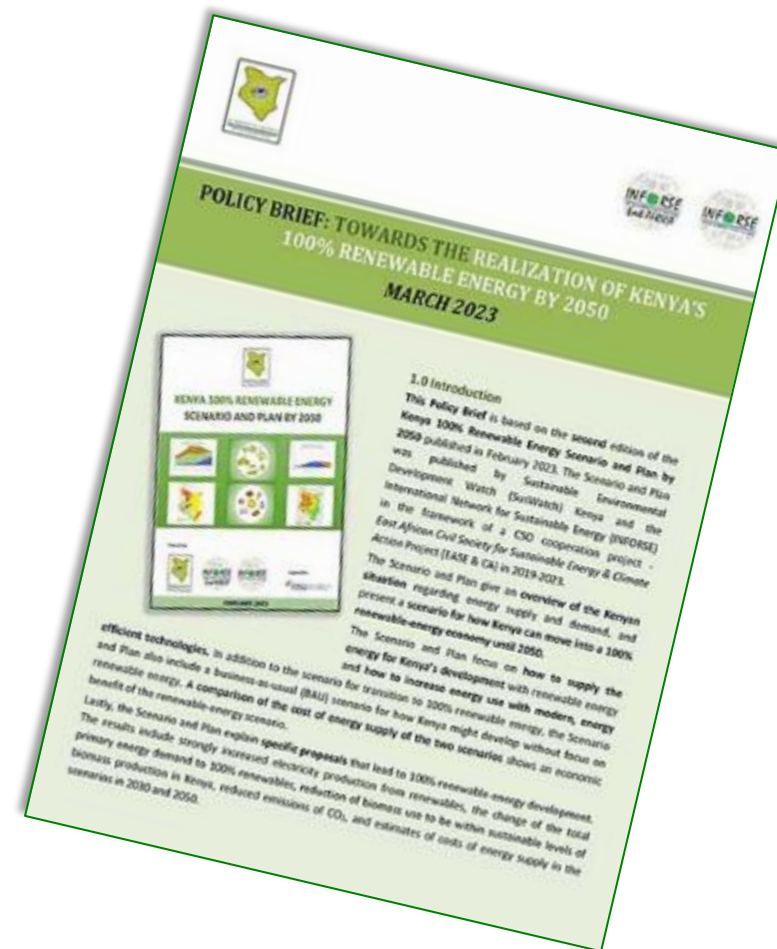 INFORSE
EAST AFRICA
INFORSE
POLICY BRIEF: TOWARDS THE REALIZATION OF KENYA'S
100% RENEWABLE ENERGY BY 2050
MARCH 2023
KENYA 100% RENEWABLE ENERGY
SCENARIO AND PLAN BY 2050
FEBRUARY 2023
1.0 Introduction
This Policy Brief is based on the second edition of the
Kenya 100% Renewable Energy Scenario and Plan by
2050 published in February 2023. The Scenario and Plan
was published by Sustainable Environmental
Development Watch (SusWatch) Kenya and the
International Network for Sustainable Energy (INFORSE)
in the framework of a CSO cooperation project -
East African Civil Society for Sustainable Energy & Climate
Action Project (EASE & CA) in 2019-2023.
The Scenario and Plan give an overview of the Kenyan
situation regarding energy supply and demand, and
present a scenario for how Kenya can move into a 100%
renewable-energy economy until 2050.
The Scenario and Plan focus on how to supply the
energy for Kenya's development with renewable energy
and how to increase energy use with modern, energy
efficient technologies. In addition to the scenario for transition to 100% renewable energy, the Scenario
and Plan also include a business-as-usual (BAU) scenario for how Kenya might develop without focus on
renewable energy. A comparison of the cost of energy supply of the two scenarios shows an economic
benefit of the renewable-energy scenario.
Lastly, the Scenario and Plan explain specific proposals that lead to 100% renewable-energy development.
The results include strongly increased electricity production from renewables, the change of the total
primary energy demand to 100% renewables, reduction of biomass use to be within sustainable levels of
biomass production in Kenya, reduced emissions of CO₂, and estimates of costs of energy supply in the
scenarios in 2030 and 2050.